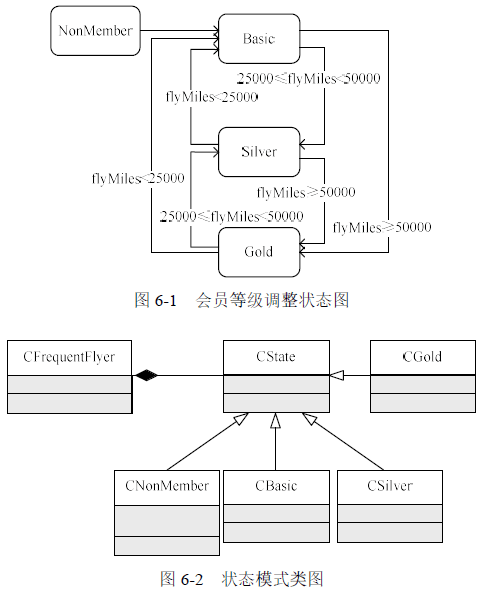 NonMember
Basic
25000≤flyMiles<50000
flyMiles<25000
Silver
flyMiles<25000
flyMiles≥50000
25000≤flyMiles<50000
flyMiles≥50000
Gold
图 6-1 会员等级调整状态图
CFrequentFlyer
CState
CGold
CNonMember
CBasic
CSilver
图 6-2 状态模式类图